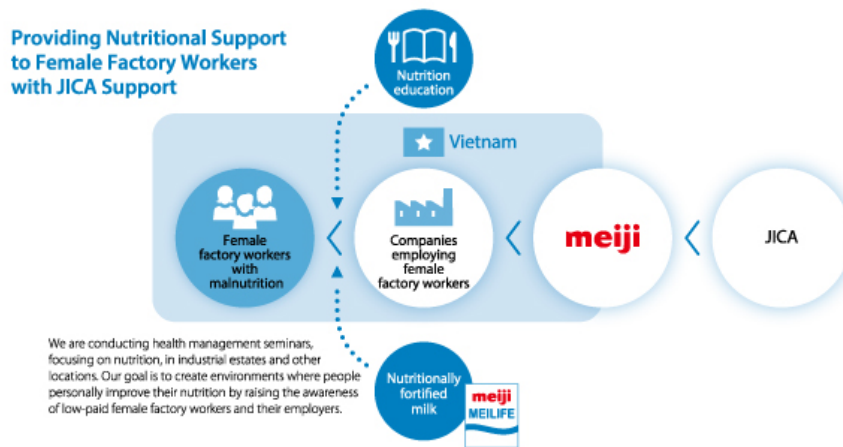 Providing Nutritional Support
to Female Factory Workers
with JICA Support
Nutrition
education
Vietnam
Female
factory workers
with
malnutrition
Companies
employing
female
factory workers
meiji
JICA
We are conducting health management seminars,
focusing on nutrition, in industrial estates and other
locations. Our goal is to create environments where people
personally improve their nutrition by raising the awareness
of low-paid female factory workers and their employers.
Nutritionally
fortified
milk
meiji
MEILIFE